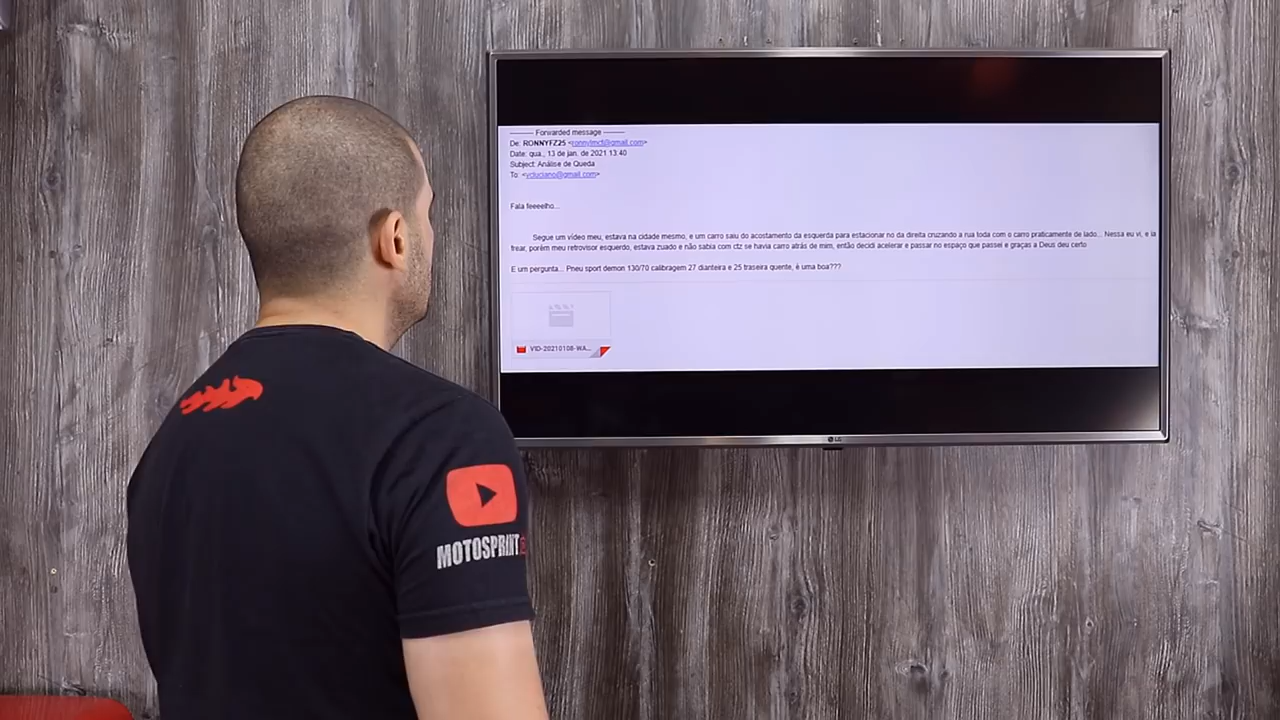 ---------- Forwarded message ----------
De: RONNYFZ25 <ronnylmcf@gmail.com>
Date: qua., 13 de jan. de 2021 13:40
Subject: Análise de Queda
To: <vcluciano@gmail.com>
Fala feeeelho...
Segue um vídeo meu, estava na cidade mesmo, e um carro saiu do acostamento da esquerda para estacionar no da direita cruzando a rua toda com o carro praticamente de lado... Nessa eu vi, e ia
frear, porém meu retrovisor esquerdo, estava zuado e não sabia com ctz se havia carro atrás de mim, então decidi acelerar e passar no espaço que passei e graças a Deus deu certo
E um pergunta... Pneu sport demon 130/70 calibragem 27 dianteira e 25 traseira quente, é uma boa???
VID-20210108-WA...
LG
MOTOSPRINT